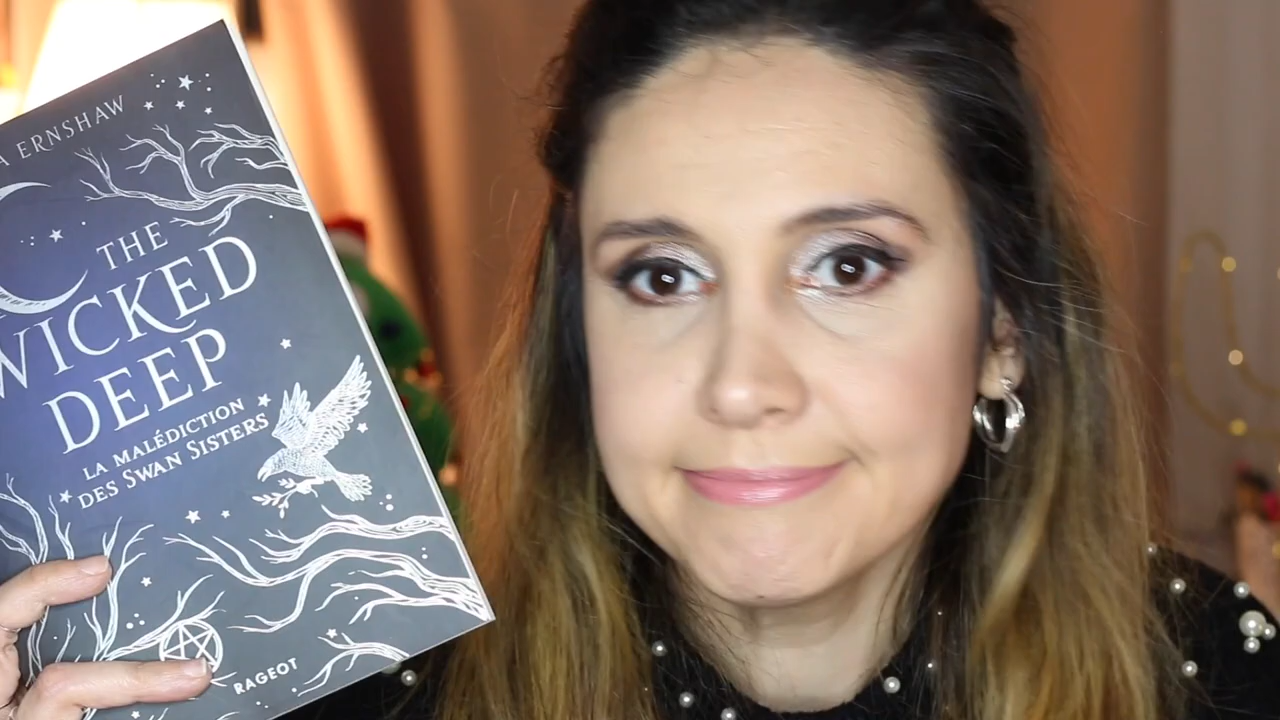 A ERNSHAW
THE
WICKED
DEEP
LA MALÉDICTION
DES SWAN SISTERS
RAGEOT